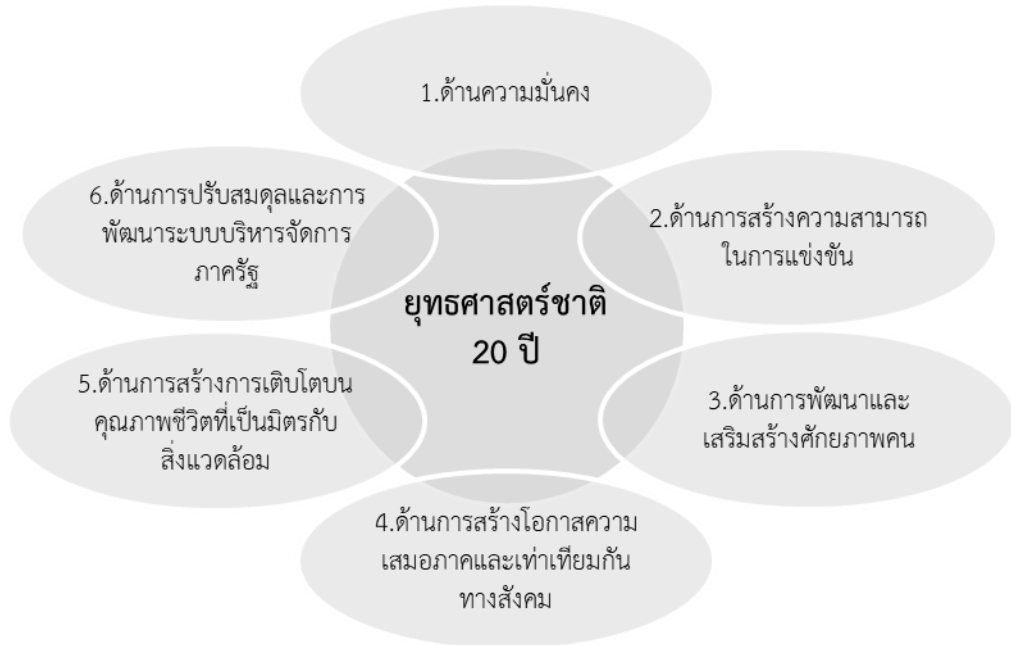 1.ด้านความมั่นคง
2.ด้านการสร้างความสามารถ
ในการแข่งขัน
3.ด้านการพัฒนาและ
เสริมสร้างศักยภาพคน
4.ด้านการสร้างโอกาสความ
เสมอภาคและเท่าเทียมกัน
ทางสังคม
5.ด้านการสร้างการเติบโตบน
คุณภาพชีวิตที่เป็นมิตรกับ
สิ่งแวดล้อม
6.ด้านการปรับสมดุลและการ
พัฒนาระบบบริหารจัดการ
ภาครัฐ
ยุทธศาสตร์ชาติ
20 ปี